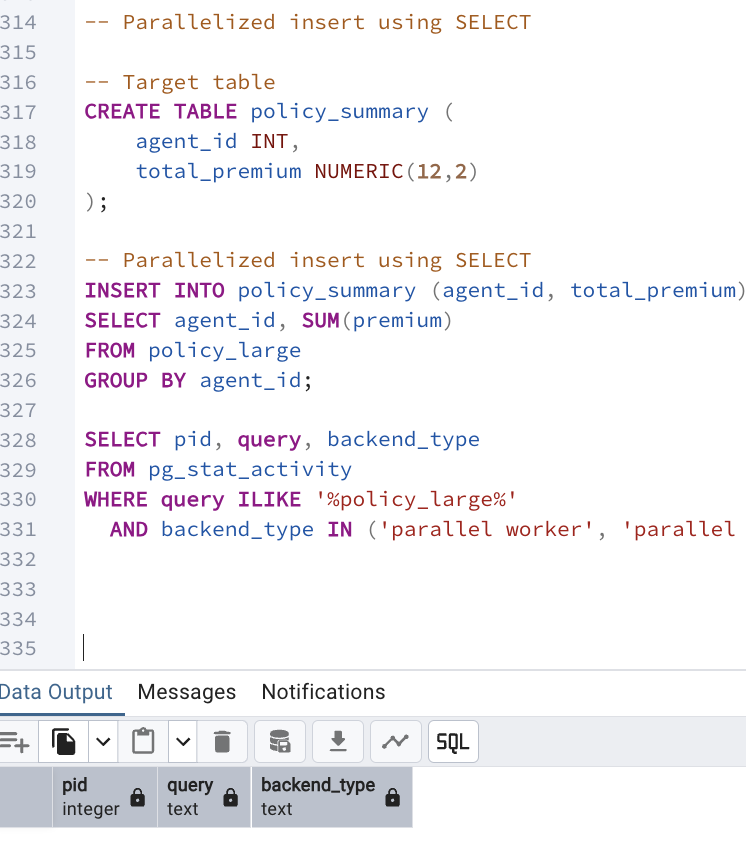 314 -- Parallelized insert using SELECT
315
316 -- Target table
317 CREATE TABLE policy_summary (
318     agent_id INT,
319     total_premium NUMERIC(12,2)
320 );
321
322 -- Parallelized insert using SELECT
323 INSERT INTO policy_summary (agent_id, total_premium)
324 SELECT agent_id, SUM(premium)
325 FROM policy_large
326 GROUP BY agent_id;
327
328 SELECT pid, query, backend_type
329 FROM pg_stat_activity
330 WHERE query ILIKE '%policy_large%'
331   AND backend_type IN ('parallel worker', 'parallel
332
333
334
335
Data Output Messages Notifications
SQL
pid query backend_type
integer text text